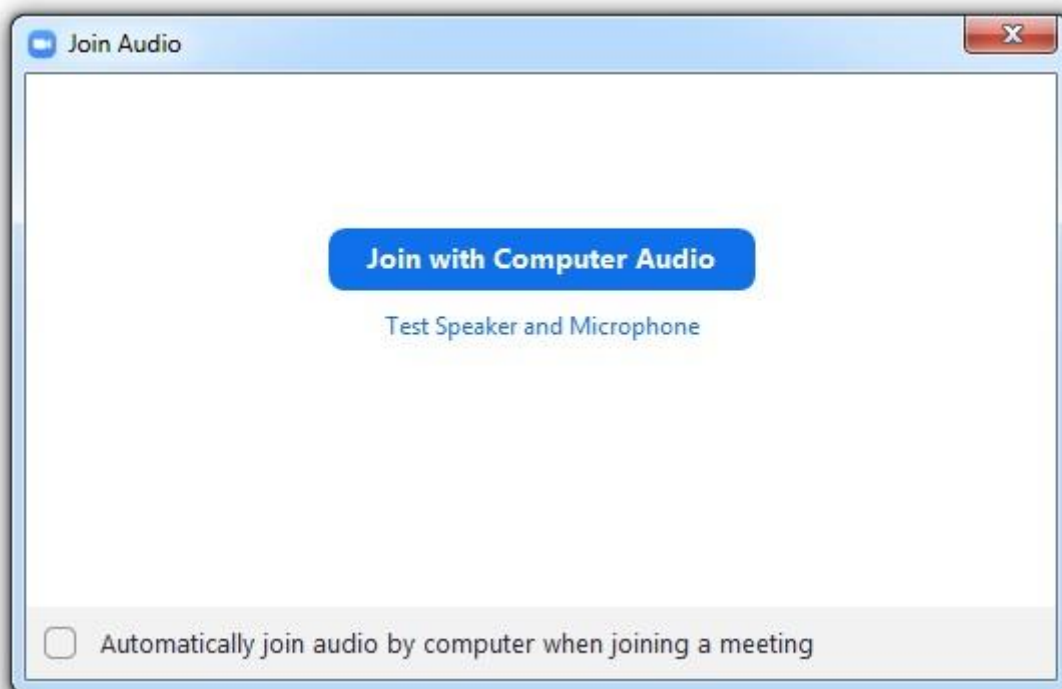 Join Audio
Join with Computer Audio
Test Speaker and Microphone
Automatically join audio by computer when joining a meeting